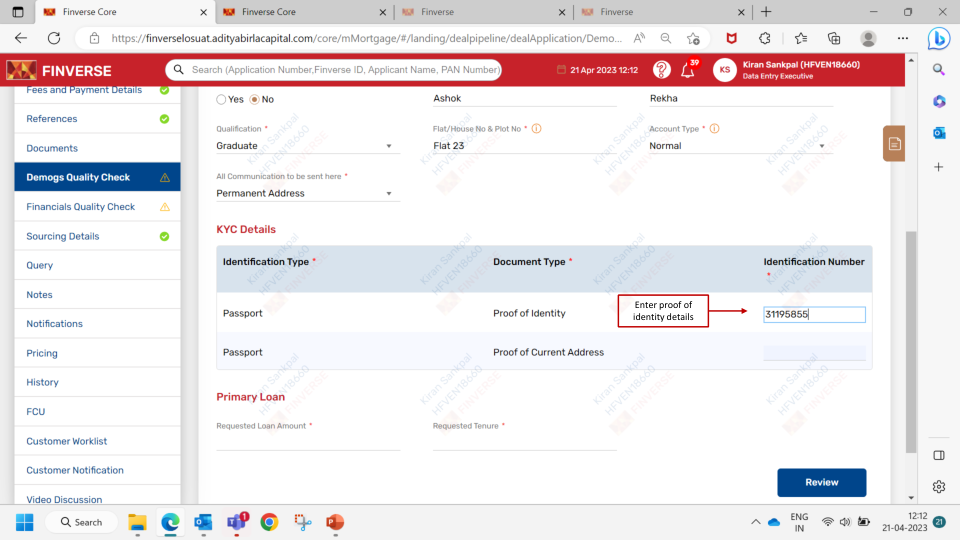 Finverse Core
Finverse Core
Finverse
Finverse
https://finverselosuat.adityabirlacapital.com/core/mMortgage/#/landing/dealpipeline/dealApplication/Demo...
FINVERSE
Search (Application Number,Finverse ID, Applicant Name, PAN Number)
21 Apr 2023 12:12
39
KS
Kiran Sankpal (HFVEN18660)
Data Entry Executive
Fees and Payment Details
References
Documents
Demogs Quality Check
Financials Quality Check
Sourcing Details
Query
Notes
Notifications
Pricing
History
FCU
Customer Worklist
Customer Notification
Video Discussion
Yes No
Ashok
Rekha
Qualification *
Graduate
Flat/House No & Plot No *
Flat 23
Account Type *
Normal
All Communication to be sent here *
Permanent Address
KYC Details
Identification Type *
Document Type *
Identification Number *
Passport
Proof of Identity
Enter proof of
identity details
31195855
Passport
Proof of Current Address
Primary Loan
Requested Loan Amount *
Requested Tenure *
Review
Kiran Sankpal
HFVEN18660
FINVERSE
Search
1
ENG
IN
12:12
21-04-2023
21